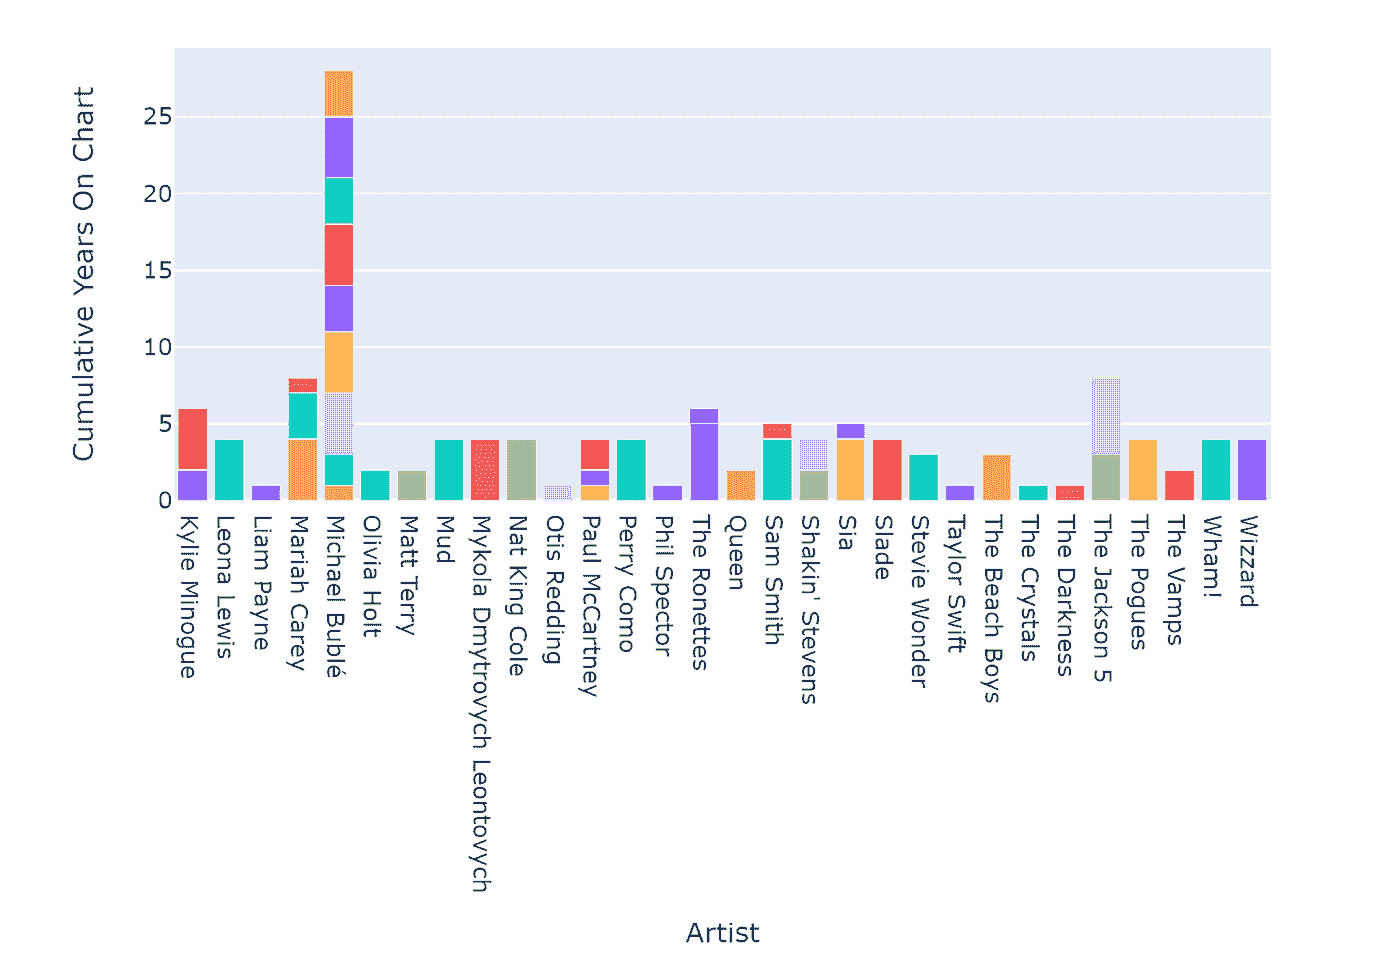 Cumulative Years On Chart
25
20
15
10
5
0
Kylie Minogue
Leona Lewis
Liam Payne
Mariah Carey
Michael Bublé
Olivia Holt
Matt Terry
Mud
Mykola Dmytrovych Leontovych
Nat King Cole
Otis Redding
Paul McCartney
Perry Como
Phil Spector
The Ronettes
Queen
Sam Smith
Shakin' Stevens
Sia
Slade
Stevie Wonder
Taylor Swift
The Beach Boys
The Crystals
The Darkness
The Jackson 5
The Pogues
The Vamps
Wham!
Wizzard
Artist